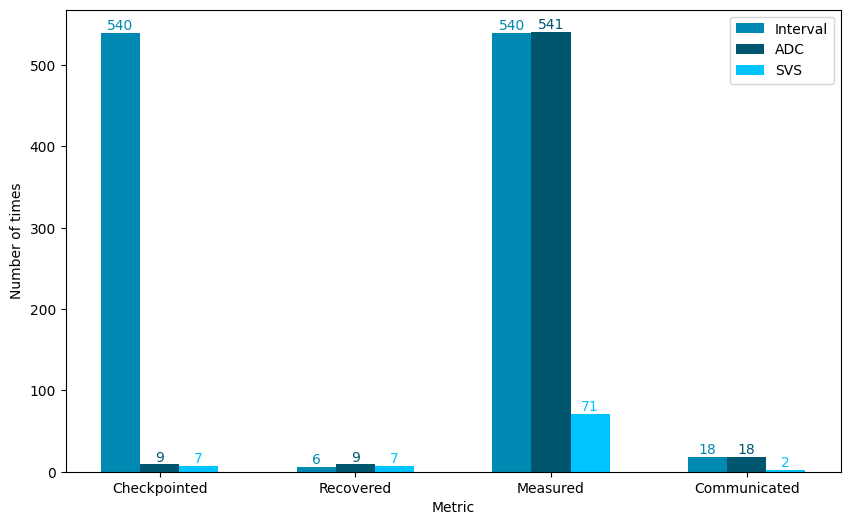 540
540
541
Interval
ADC
SVS
500
400
300
200
100
0
Number of times
9
7
6
9
7
71
18
18
2
Checkpointed
Recovered
Measured
Communicated
Metric